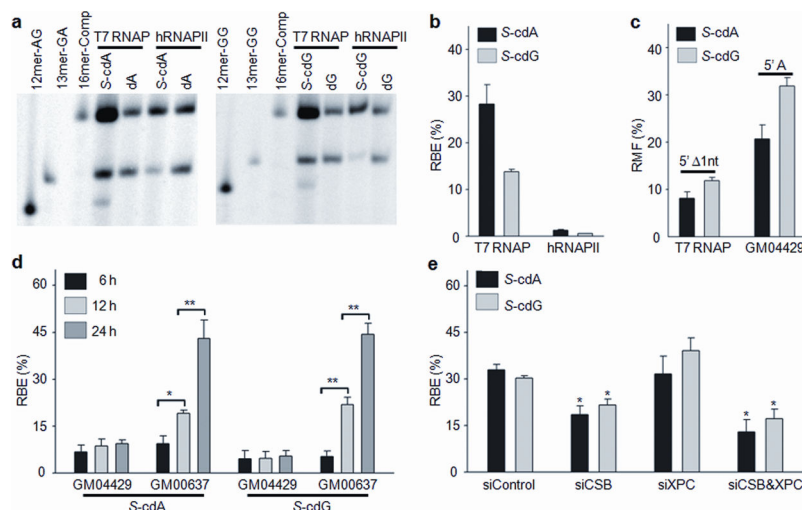 a
12mer-AG
13mer-GA
16mer-Comp
T7 RNAP
hRNAPII
S-cdA
dA
S-cdA
dA
12mer-GG
13mer-GG
16mer-Comp
T7 RNAP
hRNAPII
S-cdG
dG
S-cdG
dG
b
S-cdA
S-cdG
RBE (%)
40
30
20
10
0
T7 RNAP hRNAPII
c
S-cdA
S-cdG
RMF (%)
40
30
20
10
0
5' A
5' Δ1nt
T7 RNAP GM04429
d
6 h
12 h
24 h
RBE (%)
60
45
30
15
0
* ** ** **
GM04429 GM00637 GM04429 GM00637
S-cdA S-cdG
e
S-cdA
S-cdG
RBE (%)
60
45
30
15
0
* * * *
siControl siCSB siXPC siCSB&XPC